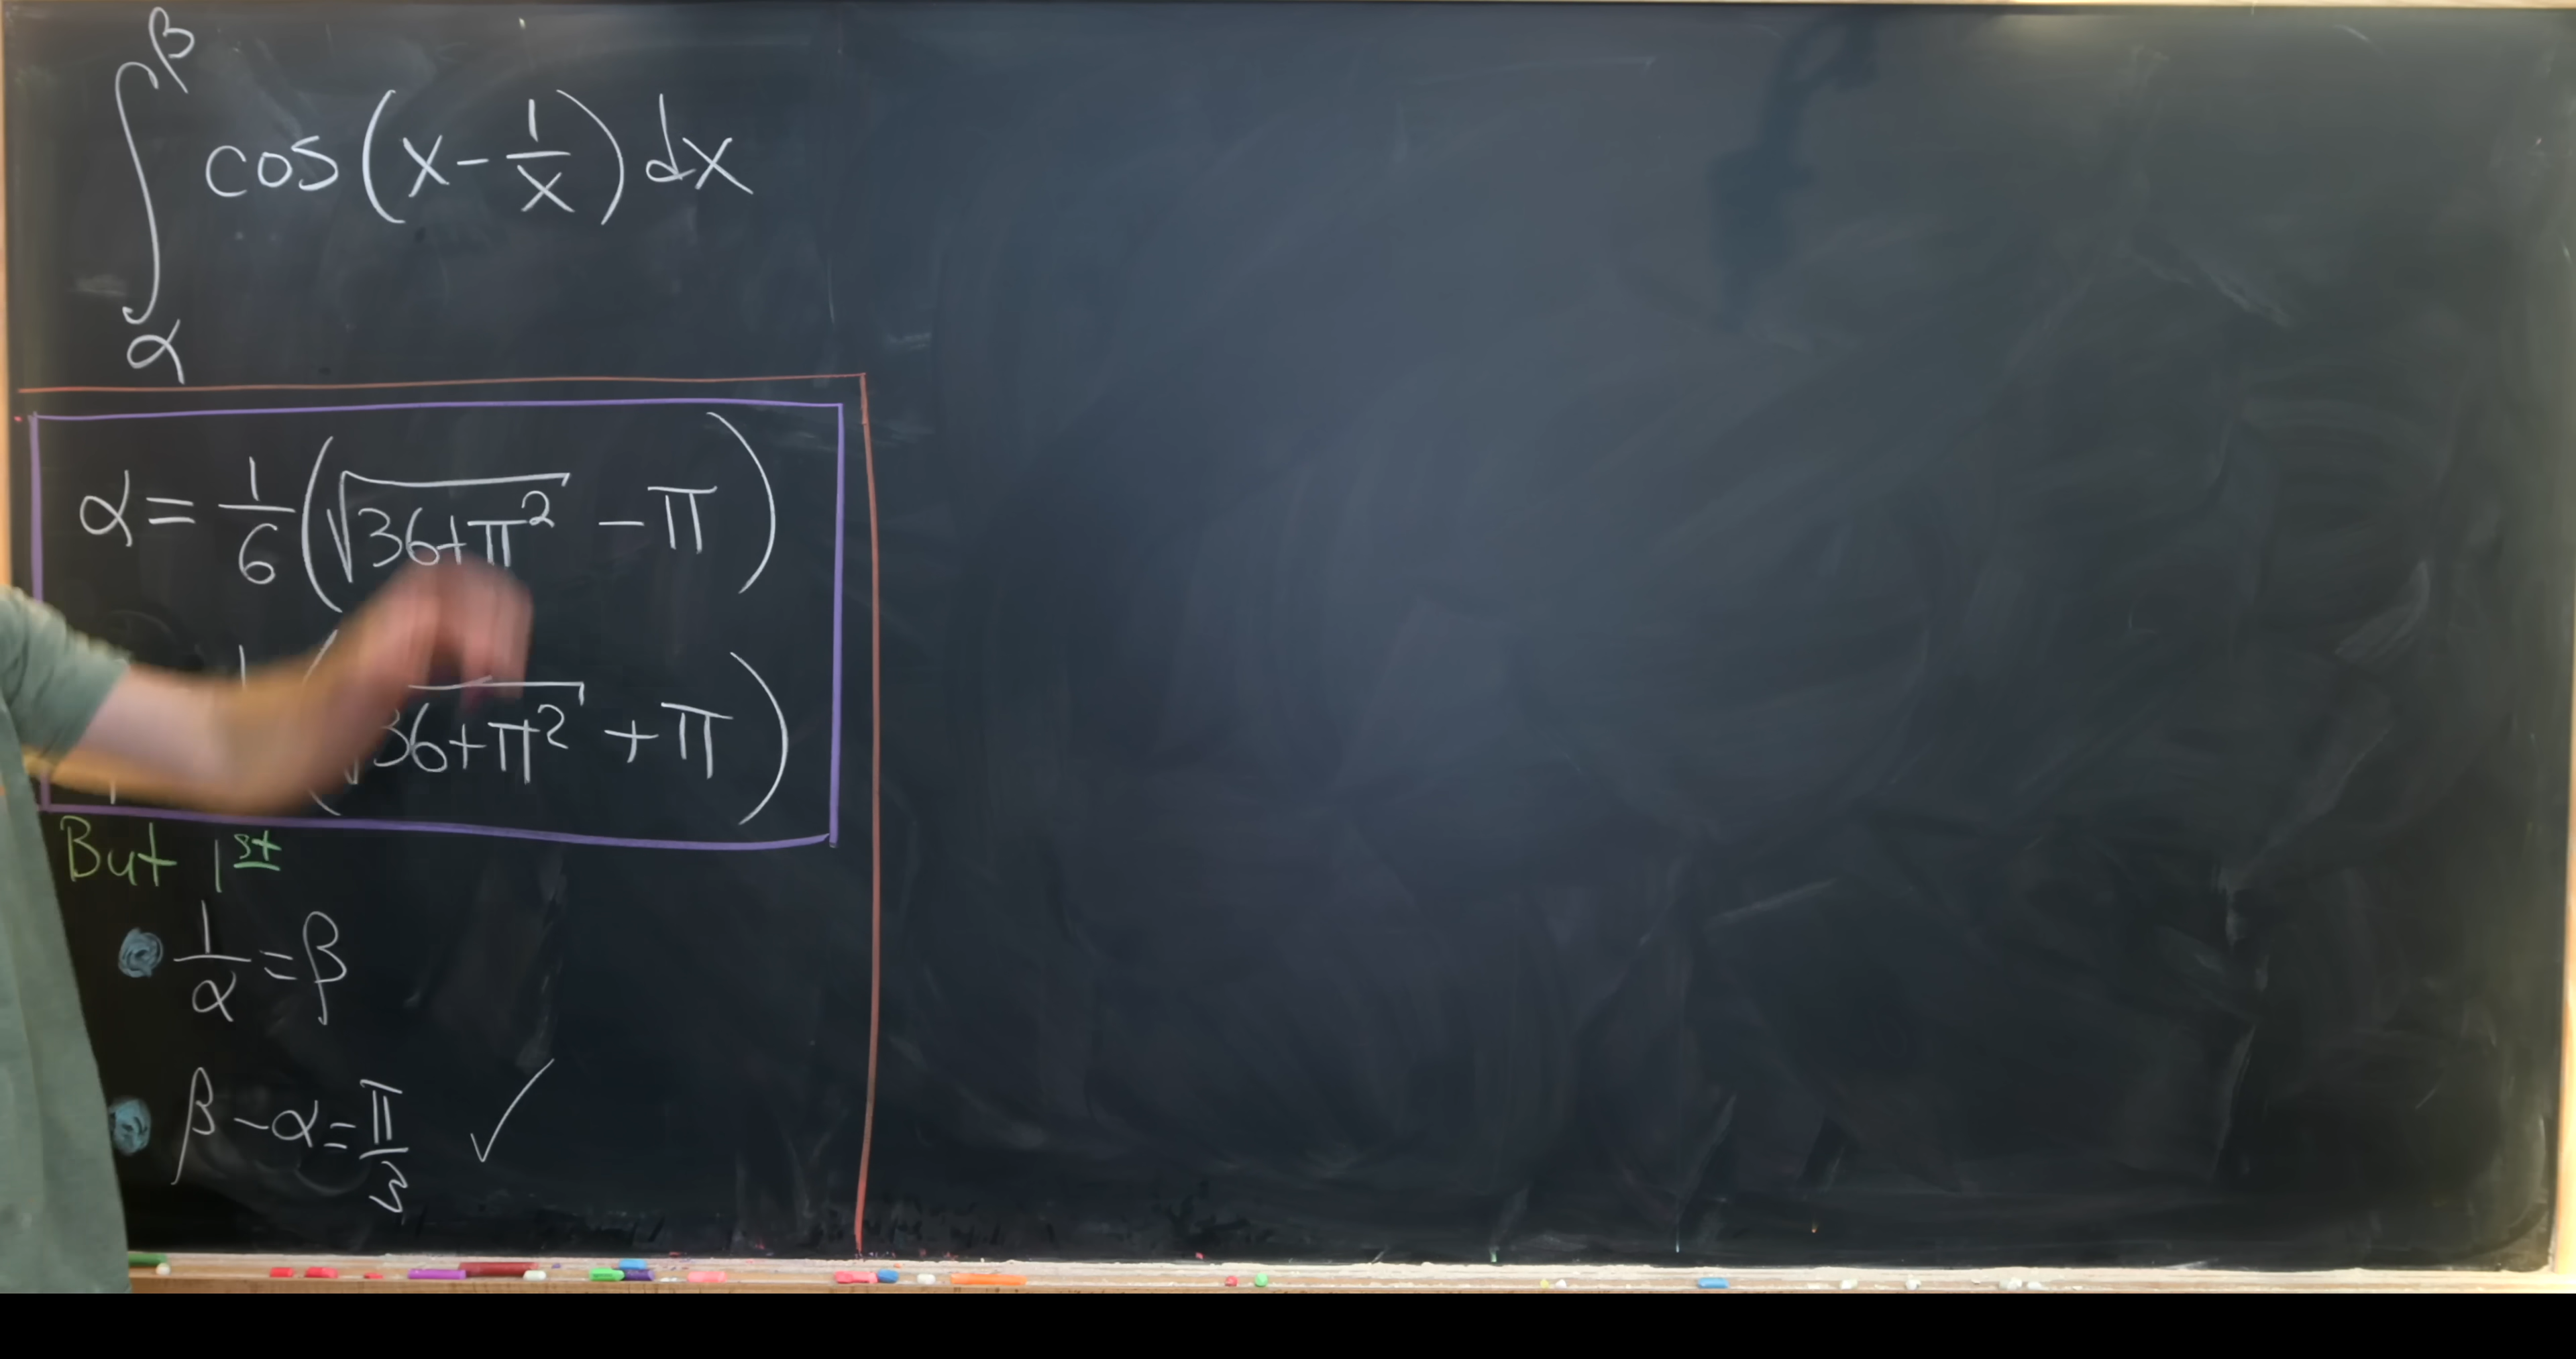 ∫_α^β cos(x - 1/x) dx
α = 1/6 (√(36+π²) - π)
36+π² + π)
But 1st
1/α = β
β - α = π/3 ✓